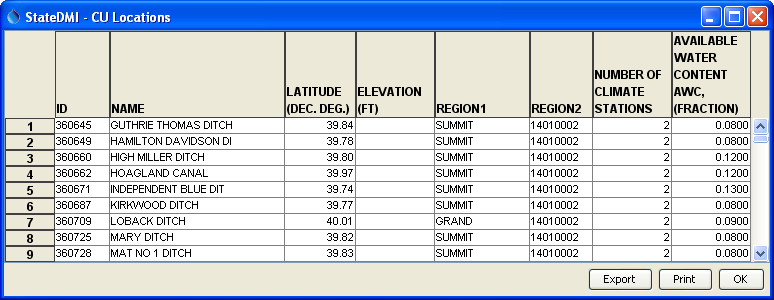 StateDMI - CU Locations
ID NAME LATITUDE (DEC. DEG.) ELEVATION (FT) REGION1 REGION2 NUMBER OF CLIMATE STATIONS AVAILABLE WATER CONTENT AWC, (FRACTION)
1 360645 GUTHRIE THOMAS DITCH 39.84 SUMMIT 14010002 2 0.0800
2 360649 HAMILTON DAVIDSON DI 39.78 SUMMIT 14010002 2 0.0800
3 360660 HIGH MILLER DITCH 39.80 SUMMIT 14010002 2 0.1200
4 360662 HOAGLAND CANAL 39.97 SUMMIT 14010002 2 0.1200
5 360671 INDEPENDENT BLUE DIT 39.74 SUMMIT 14010002 2 0.1300
6 360687 KIRKWOOD DITCH 39.77 SUMMIT 14010002 2 0.0800
7 360709 LOBACK DITCH 40.01 GRAND 14010002 2 0.0900
8 360725 MARY DITCH 39.82 SUMMIT 14010002 2 0.0800
9 360728 MAT NO 1 DITCH 39.83 SUMMIT 14010002 2 0.0800
Export Print OK